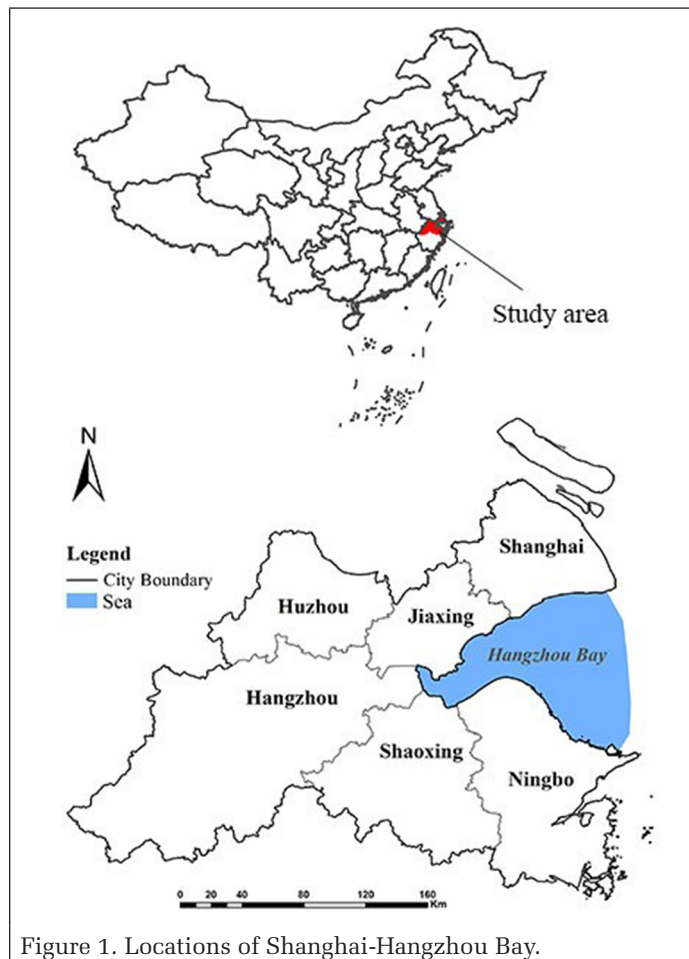 Study area
N
Legend
City Boundary
Sea
Shanghai
Huzhou
Jiaxing
Hangzhou Bay
Hangzhou
Shaoxing
Ningbo
0 20 40 80 120 160
Km
Figure 1. Locations of Shanghai-Hangzhou Bay.